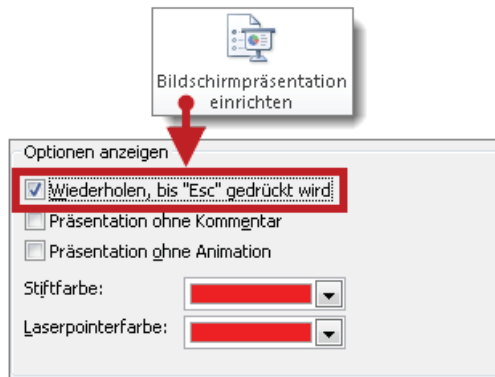 Bildschirmpräsentation
einrichten
Optionen anzeigen
Wiederholen, bis "Esc" gedrückt wird
Präsentation ohne Kommentar
Präsentation ohne Animation
Stiftfarbe:
Laserpointerfarbe: